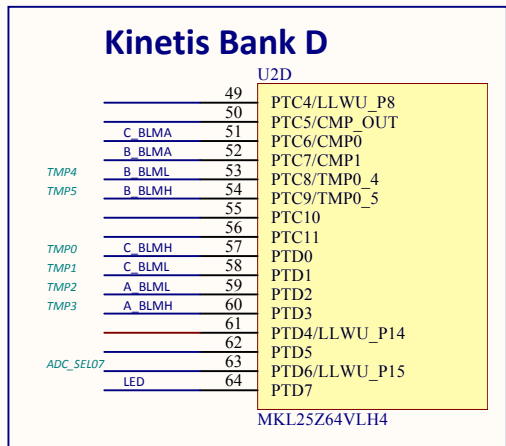 Kinetis Bank D
U2D
49 PTC4/LLWU_P8
50 PTC5/CMP_OUT
C_BLMA 51 PTC6/CMP0
B_BLMA 52 PTC7/CMP1
TMP4 B_BLML 53 PTC8/TMP0_4
TMP5 B_BLMH 54 PTC9/TMP0_5
55 PTC10
56 PTC11
TMP0 C_BLMH 57 PTD0
TMP1 C_BLML 58 PTD1
TMP2 A_BLML 59 PTD2
TMP3 A_BLMH 60 PTD3
61 PTD4/LLWU_P14
62 PTD5
ADC_SEL07 63 PTD6/LLWU_P15
LED 64 PTD7
MKL25Z64VLH4